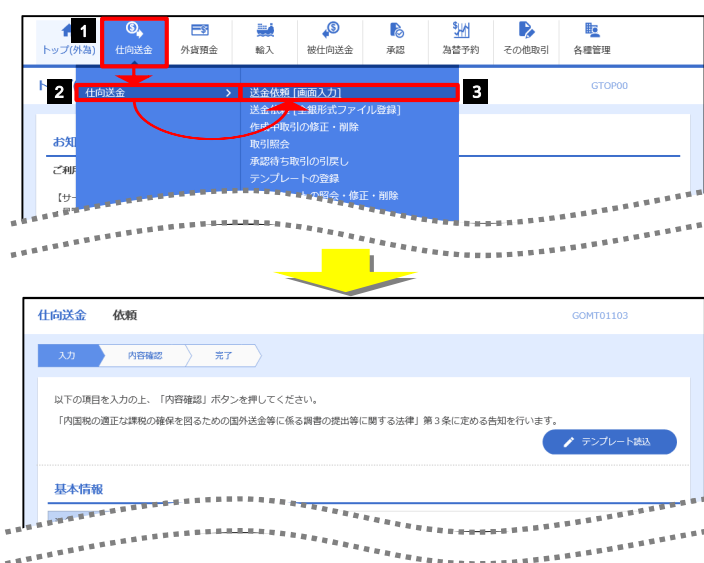 1
トップ(外為) 仕向送金 外貨預金 輸入 被仕向送金 承認 為替予約 その他取引 各種管理
2 仕向送金 > 送金依頼 [画面入力] 3 GTOP00
送金依頼 [全銀形式ファイル登録]
作成中取引の修正・削除
お知
取引照会
ご利用
承認待ち取引の引戻し
テンプレートの登録
【サー
の照会・修正・削除
仕向送金 依頼 GOMT01103
入力 内容確認 完了
以下の項目を入力の上、「内容確認」ボタンを押してください。
「内国税の適正な課税の確保を図るための国外送金等に係る調書の提出等に関する法律」第３条に定める告知を行います。
テンプレート読込
基本情報